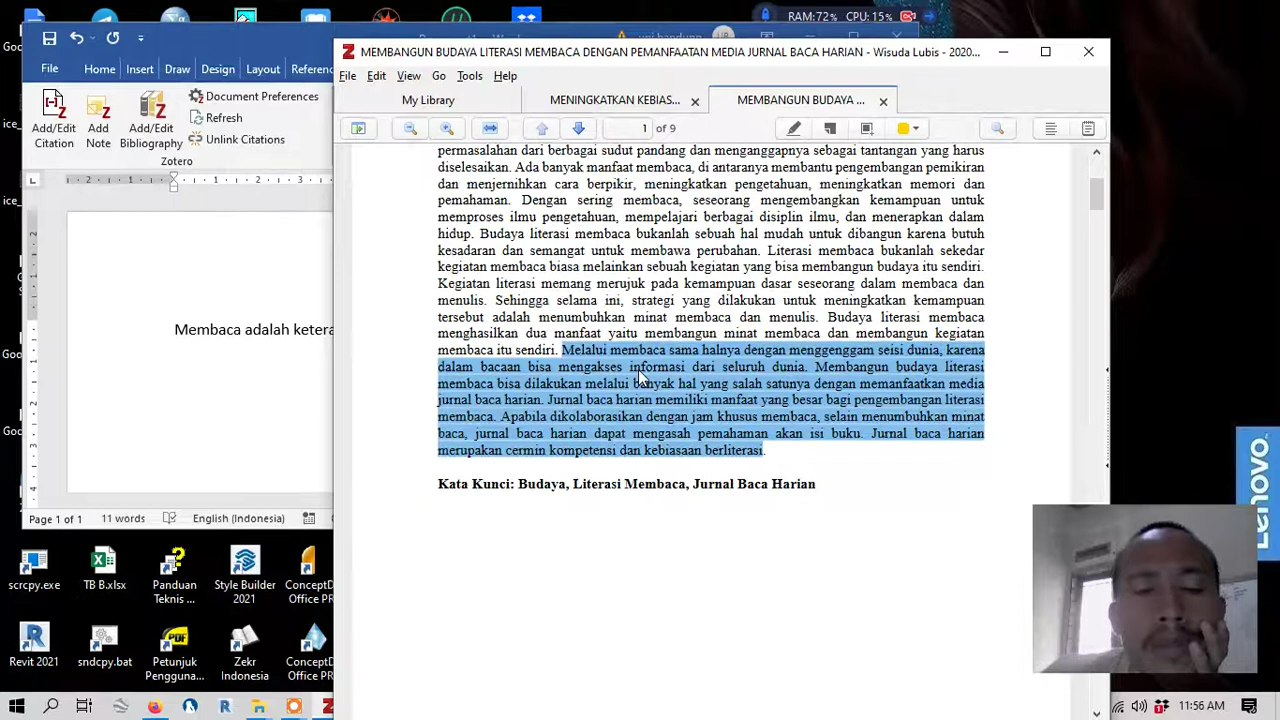 RAM:72% CPU:15%
File Home Insert Draw Design Layout
Add/Edit Citation
Add Note
Add/Edit Bibliography
Document Preferences
Refresh
Unlink Citations
Zotero
Membaca adalah ketera
Page 1 of 1 11 words English (Indonesia)
MEMBANGUN BUDAYA LITERASI MEMBACA DENGAN PEMANFAATAN MEDIA JURNAL BACA HARIAN - Wisuda Lubis - 2020...
File Edit View Go Tools Help
My Library MENINGKATKAN KEBIAS... MEMBANGUN BUDAYA ...
1 of 9
permasalahan dari berbagai sudut pandang dan menganggapnya sebagai tantangan yang harus
diselesaikan. Ada banyak manfaat membaca, di antaranya membantu pengembangan pemikiran
dan menjernihkan cara berpikir, meningkatkan pengetahuan, meningkatkan memori dan
pemahaman. Dengan sering membaca, seseorang mengembangkan kemampuan untuk
memproses ilmu pengetahuan, mempelajari berbagai disiplin ilmu, dan menerapkan dalam
hidup. Budaya literasi membaca bukanlah sebuah hal mudah untuk dibangun karena butuh
kesadaran dan semangat untuk membawa perubahan. Literasi membaca bukanlah sekedar
kegiatan membaca biasa melainkan sebuah kegiatan yang bisa membangun budaya itu sendiri.
Kegiatan literasi memang merujuk pada kemampuan dasar seseorang dalam membaca dan
menulis. Sehingga selama ini, strategi yang dilakukan untuk meningkatkan kemampuan
tersebut adalah menumbuhkan minat membaca dan menulis. Budaya literasi membaca
menghasilkan dua manfaat yaitu membangun minat membaca dan membangun kegiatan
membaca itu sendiri. Melalui membaca sama halnya dengan menggenggam seisi dunia, karena
dalam bacaan bisa mengakses informasi dari seluruh dunia. Membangun budaya literasi
membaca bisa dilakukan melalui banyak hal yang salah satunya dengan memanfaatkan media
jurnal baca harian. Jurnal baca harian memiliki manfaat yang besar bagi pengembangan literasi
membaca. Apabila dikolaborasikan dengan jam khusus membaca, selain menumbuhkan minat
baca, jurnal baca harian dapat mengasah pemahaman akan isi buku. Jurnal baca harian
merupakan cermin kompetensi dan kebiasaan berliterasi.
Kata Kunci: Budaya, Literasi Membaca, Jurnal Baca Harian
scrcpy.exe
TB B.xlsx
Panduan Teknis ...
Style Builder 2021
ConceptD Office PR
Revit 2021
sndcpy.bat
Petunjuk Pengguna...
Zekr Indonesia
ConceptD Office PR
Lenovo
11:56 AM